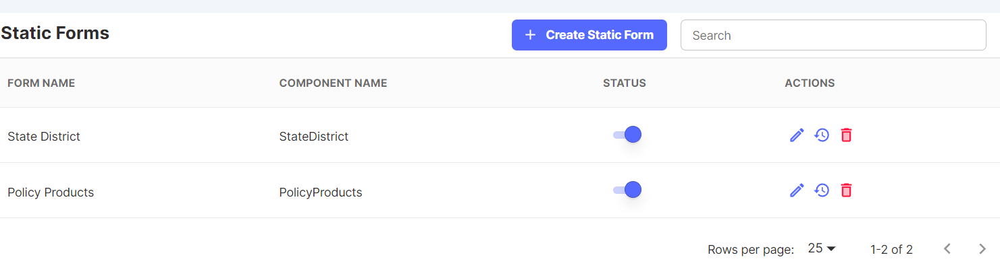 Static Forms
+ Create Static Form
Search
FORM NAME COMPONENT NAME STATUS ACTIONS
State District StateDistrict
Policy Products PolicyProducts
Rows per page: 25 1-2 of 2